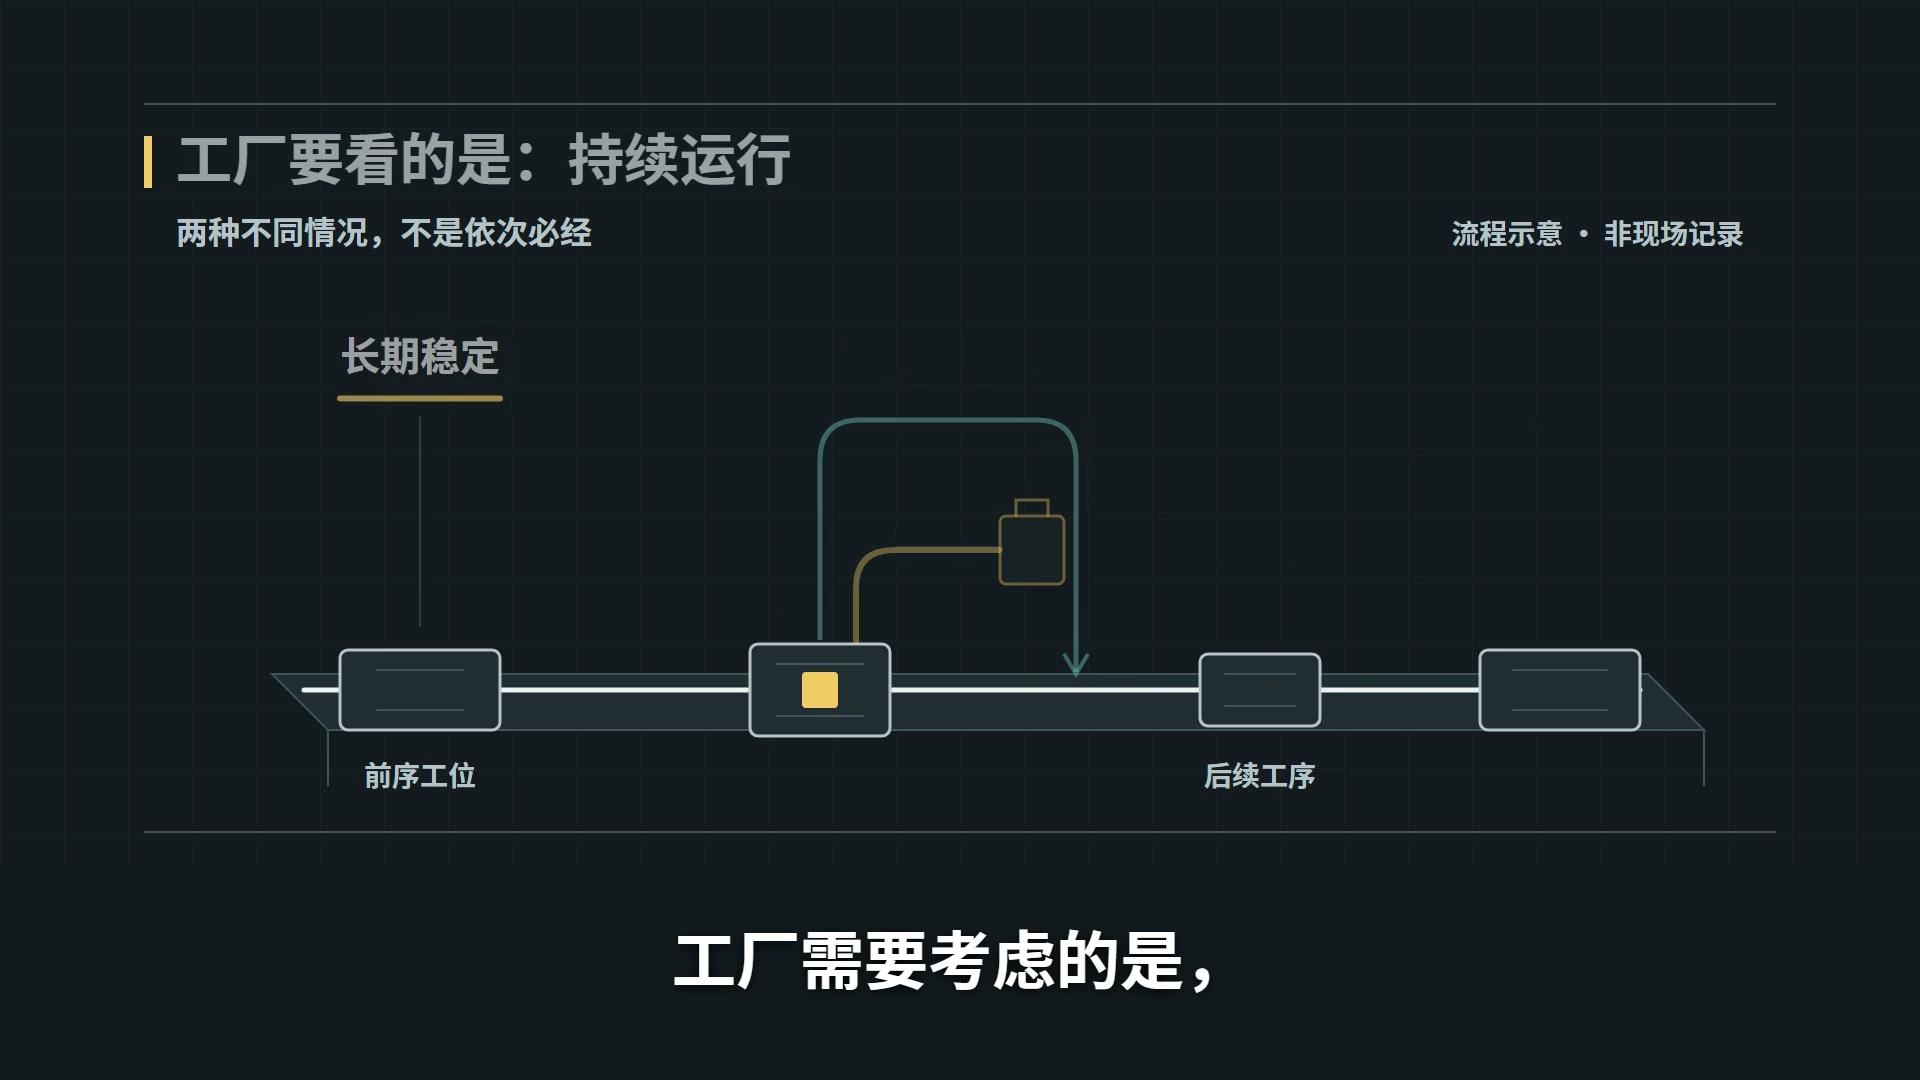 工厂要看的是：持续运行
两种不同情况，不是依次必经
流程示意 · 非现场记录
长期稳定
前序工位
后续工序
工厂需要考虑的是，